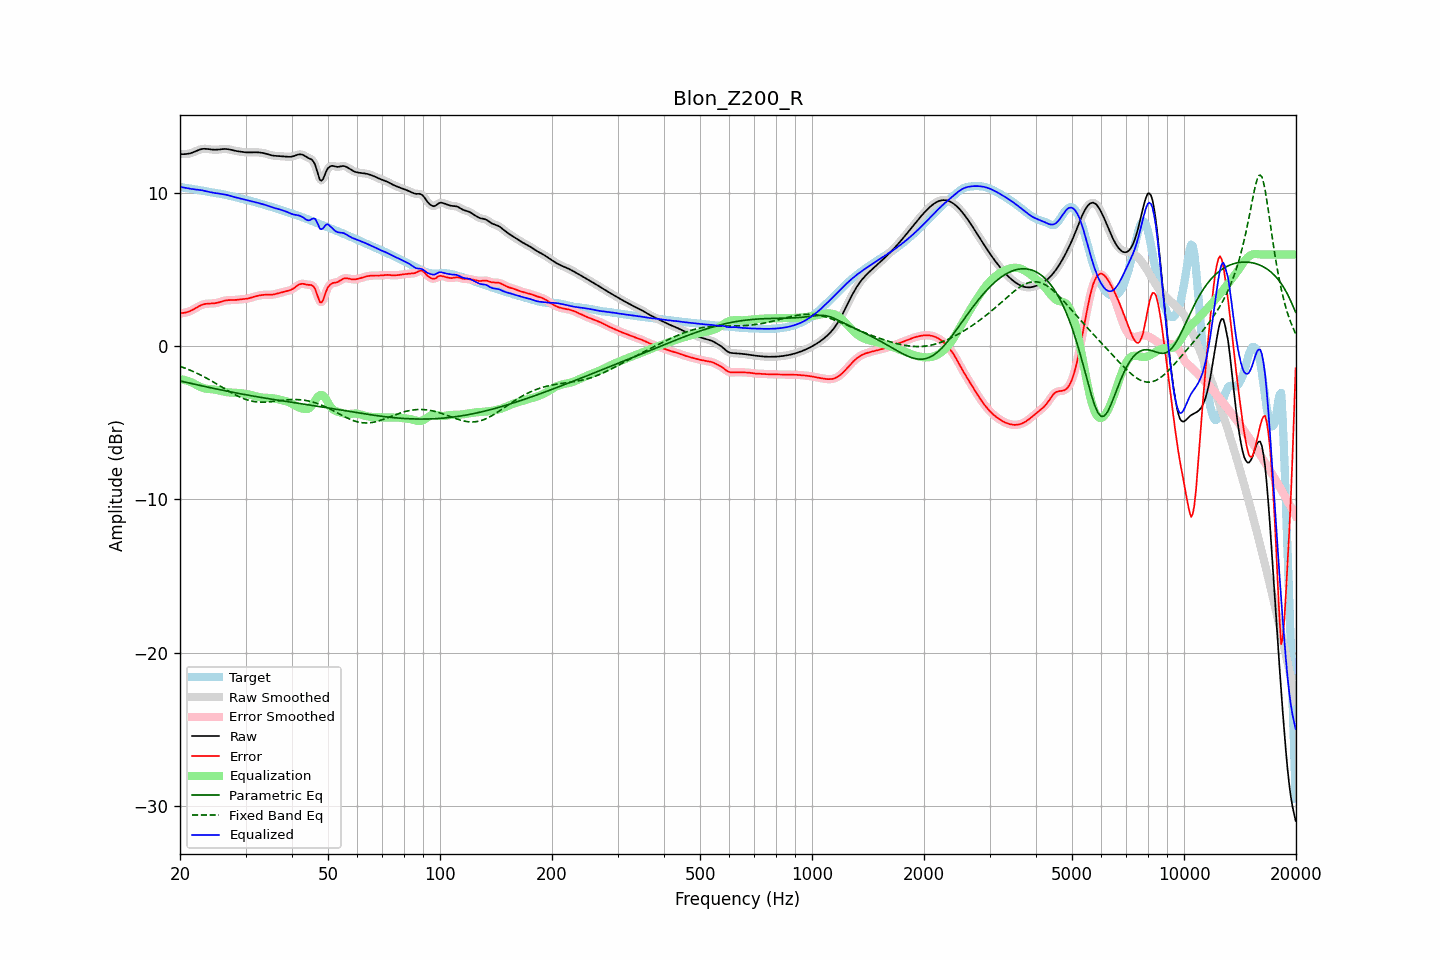 Blon_Z200_R
Amplitude (dBr)
10
0
−10
−20
−30
Target
Raw Smoothed
Error Smoothed
Raw
Error
Equalization
Parametric Eq
Fixed Band Eq
Equalized
20 50 100 200 500 1000 2000 5000 10000 20000
Frequency (Hz)